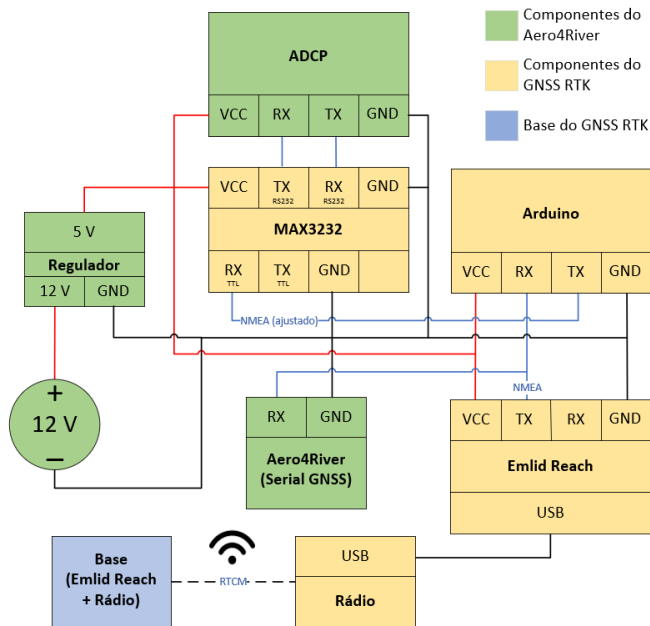 Componentes do
Aero4River
Componentes do
GNSS RTK
Base do GNSS RTK
ADCP
VCC RX TX GND
VCC TX RX GND
RS232 RS232
MAX3232
RX TX GND
TTL TTL
5 V
Regulador
12 V GND
Arduino
VCC RX TX GND
NMEA (ajustado)
+
12 V
–
NMEA
RX GND
Aero4River
(Serial GNSS)
VCC TX RX GND
Emlid Reach
USB
Base
(Emlid Reach
+ Rádio)
RTCM
USB
Rádio